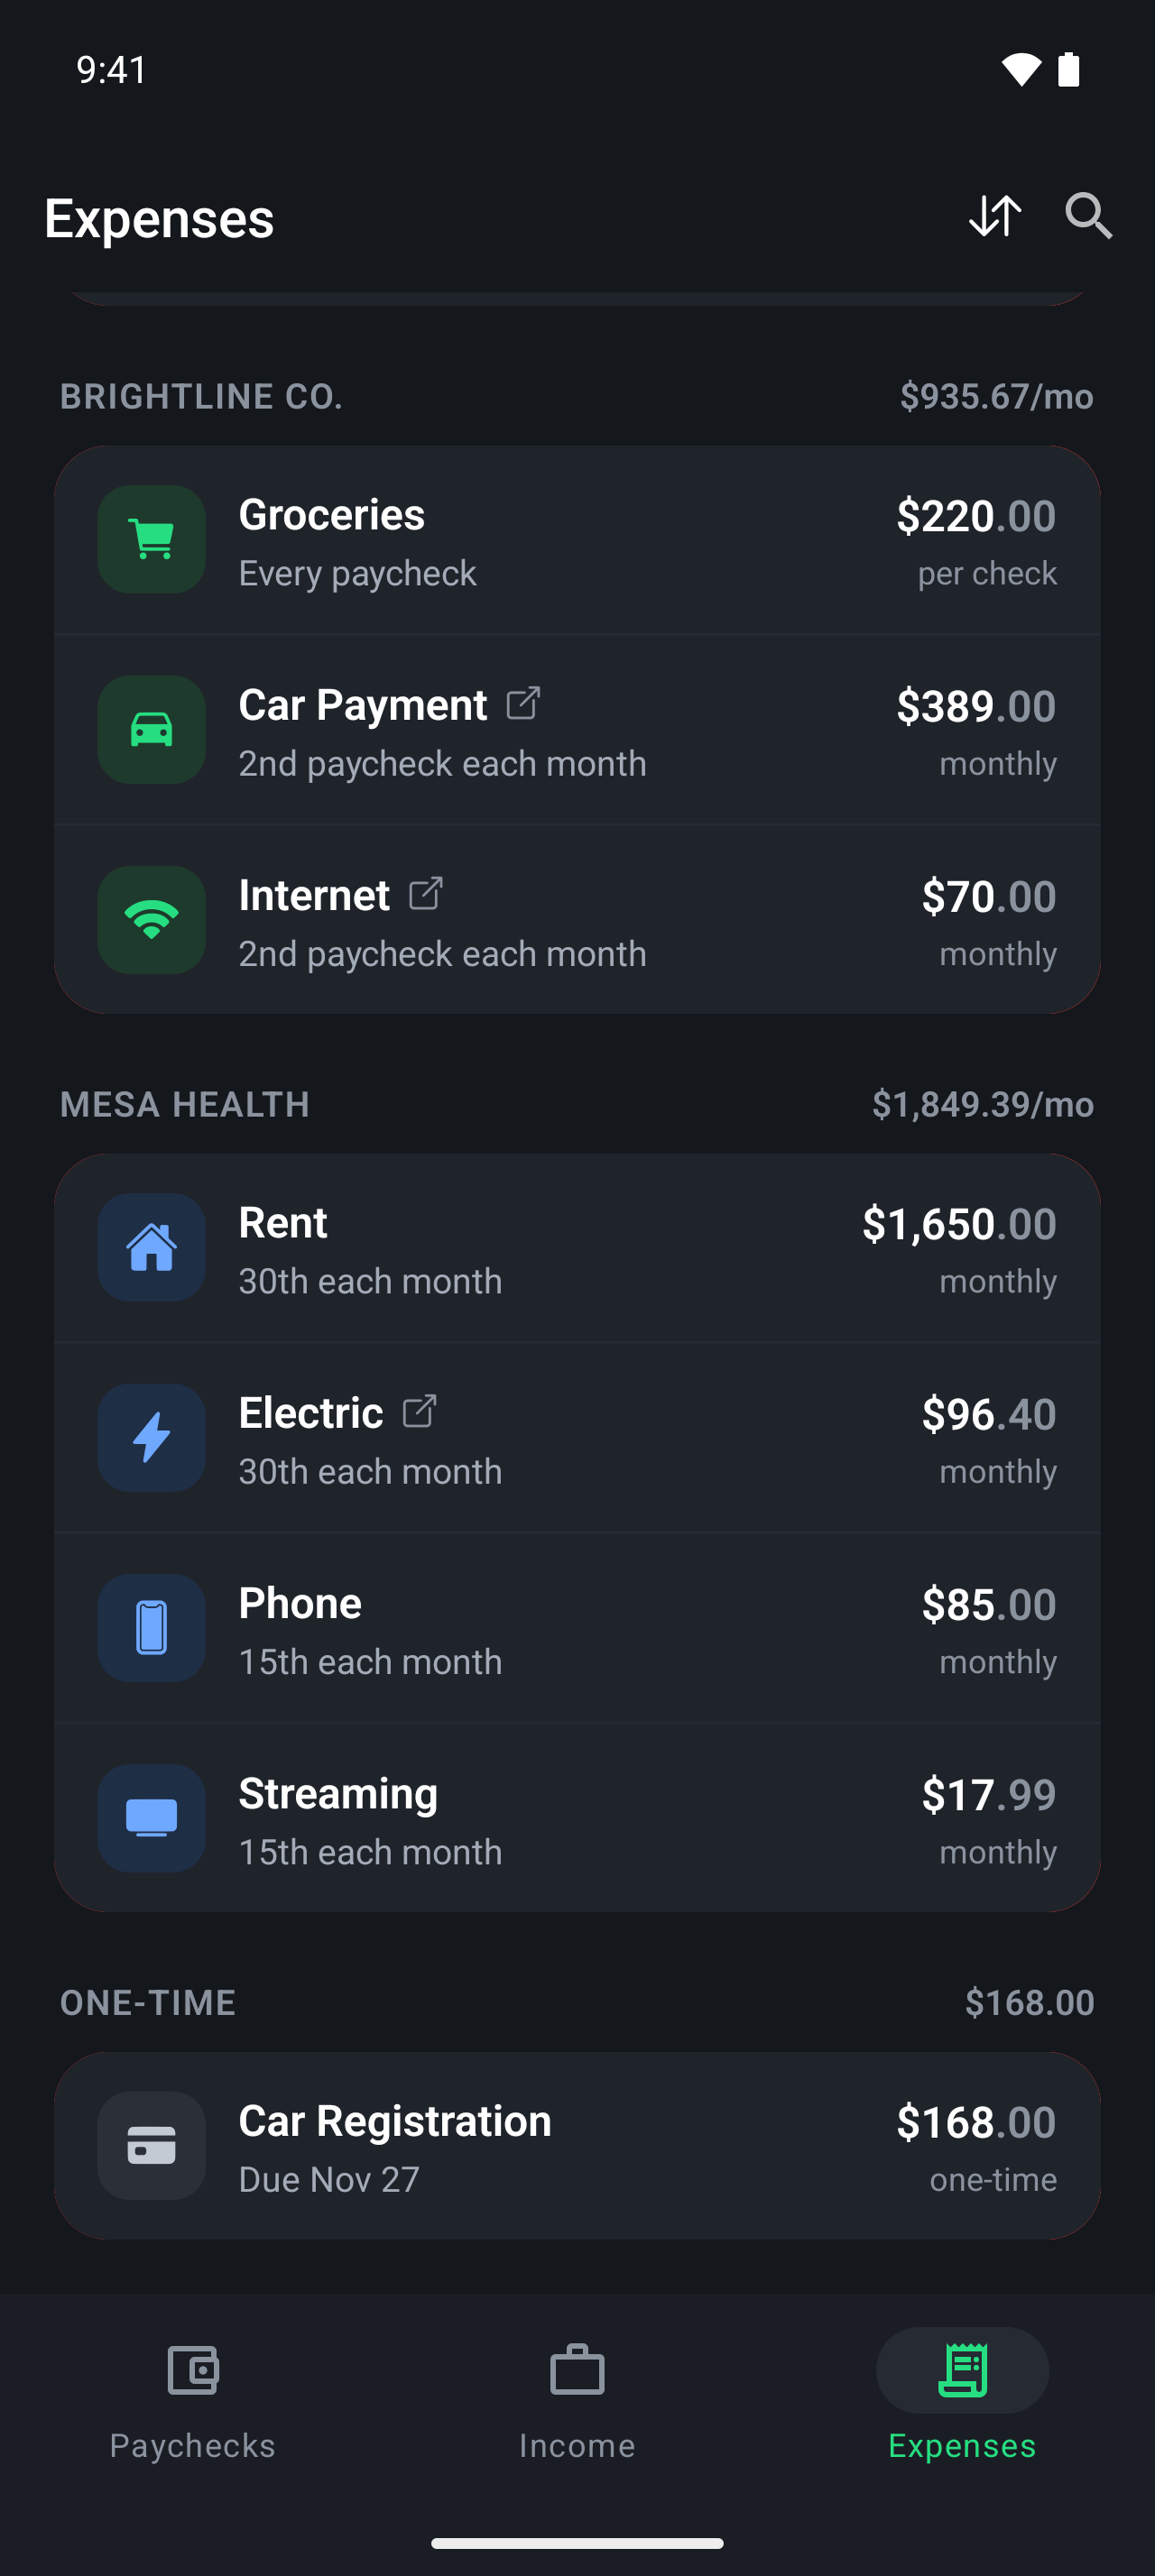 9:41
Expenses
BRIGHTLINE CO. $935.67/mo
Groceries $220.00
Every paycheck per check
Car Payment $389.00
2nd paycheck each month monthly
Internet $70.00
2nd paycheck each month monthly
MESA HEALTH $1,849.39/mo
Rent $1,650.00
30th each month monthly
Electric $96.40
30th each month monthly
Phone $85.00
15th each month monthly
Streaming $17.99
15th each month monthly
ONE-TIME $168.00
Car Registration $168.00
Due Nov 27 one-time
Paychecks Income Expenses